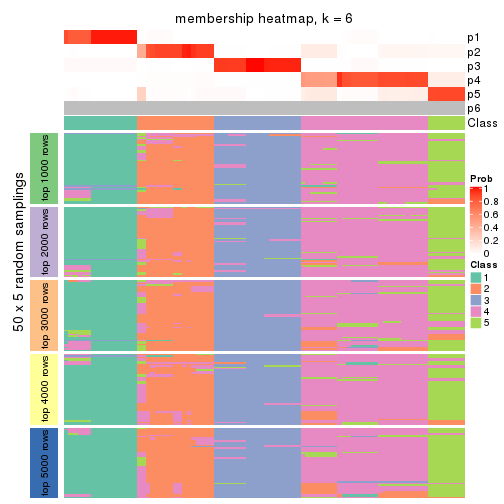 membership heatmap, k = 6
p1
p2
p3
p4
p5
p6
Class
50 x 5 random samplings
top 1000 rows
top 2000 rows
top 3000 rows
top 4000 rows
top 5000 rows
Prob
1
0.8
0.6
0.4
0.2
0
Class
1
2
3
4
5